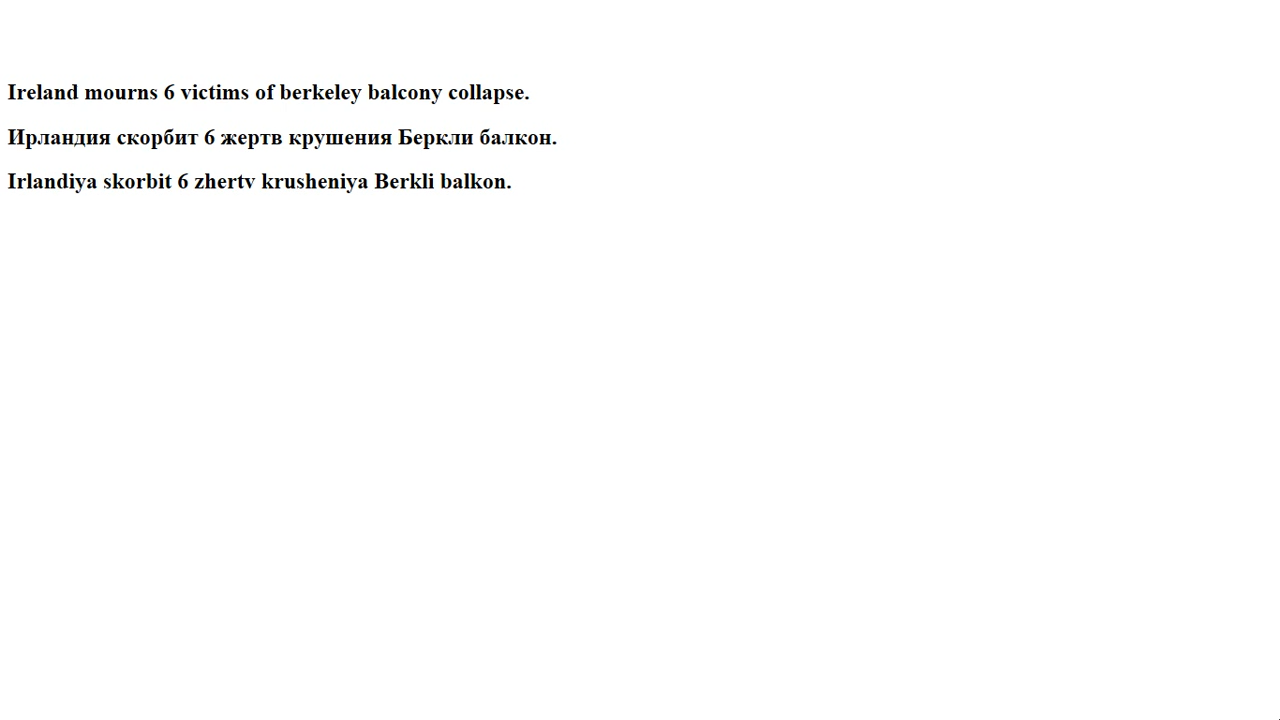 Ireland mourns 6 victims of berkeley balcony collapse.
Ирландия скорбит 6 жертв крушения Беркли балкон.
Irlandiya skorbit 6 zhertv krusheniya Berkli balkon.